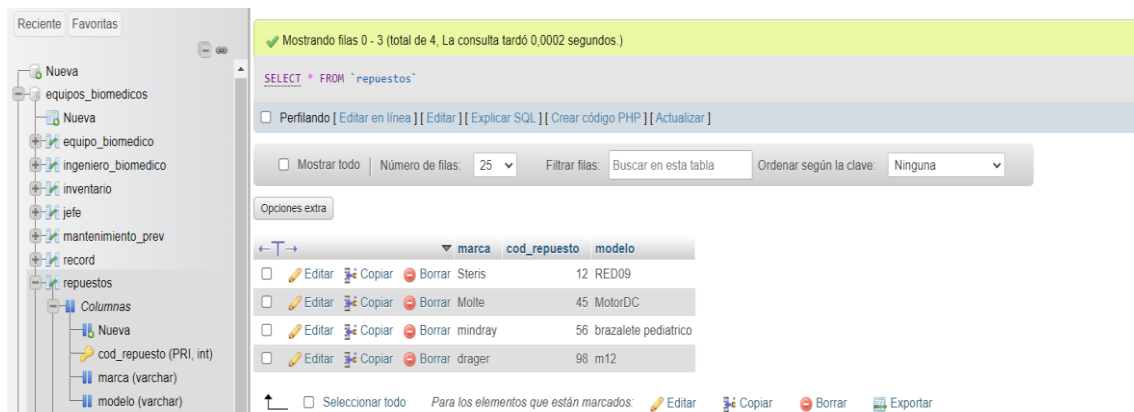 Reciente Favoritas
Nueva
equipos_biomedicos
Nueva
equipo_biomedico
ingeniero_biomedico
inventario
jefe
mantenimiento_prev
record
repuestos
Columnas
Nueva
cod_repuesto (PRI, int)
marca (varchar)
modelo (varchar)
Mostrando filas 0 - 3 (total de 4, La consulta tardó 0,0002 segundos.)
SELECT * FROM `repuestos`
Perfilando [ Editar en línea ] [ Editar ] [ Explicar SQL ] [ Crear código PHP ] [ Actualizar ]
Mostrar todo | Número de filas: 25 Filtrar filas: Buscar en esta tabla Ordenar según la clave: Ninguna
Opciones extra
←T→ ▼ marca cod_repuesto modelo
Editar Copiar Borrar Steris 12 RED09
Editar Copiar Borrar Molte 45 MotorDC
Editar Copiar Borrar mindray 56 brazalete pediatrico
Editar Copiar Borrar drager 98 m12
Seleccionar todo Para los elementos que están marcados: Editar Copiar Borrar Exportar